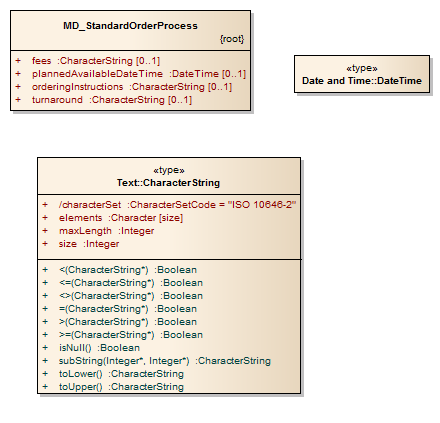 MD_StandardOrderProcess
{root}
+ fees :CharacterString [0..1]
+ plannedAvailableDateTime :DateTime [0..1]
+ orderingInstructions :CharacterString [0..1]
+ turnaround :CharacterString [0..1]
«type»
Date and Time::DateTime
«type»
Text::CharacterString
+ /characterSet :CharacterSetCode = "ISO 10646-2"
+ elements :Character [size]
+ maxLength :Integer
+ size :Integer
+ <(CharacterString*) :Boolean
+ <=(CharacterString*) :Boolean
+ <>(CharacterString*) :Boolean
+ =(CharacterString*) :Boolean
+ >(CharacterString*) :Boolean
+ >=(CharacterString*) :Boolean
+ isNull() :Boolean
+ subString(Integer*, Integer*) :CharacterString
+ toLower() :CharacterString
+ toUpper() :CharacterString